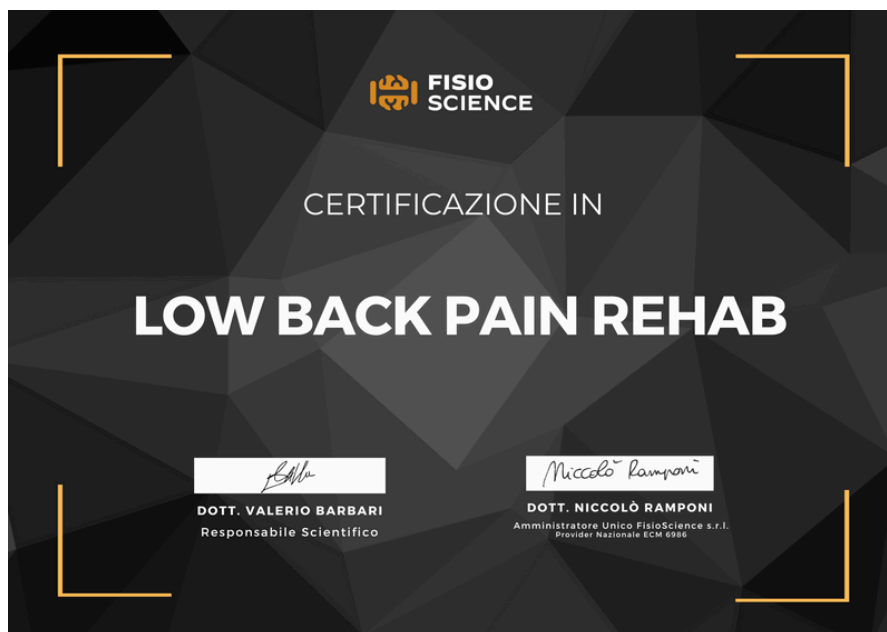 FISIO
SCIENCE
CERTIFICAZIONE IN
LOW BACK PAIN REHAB
Niccolò Ramponi
DOTT. VALERIO BARBARI
Responsabile Scientifico
DOTT. NICCOLÒ RAMPONI
Amministratore Unico FisioScience s.r.l.
Provider Nazionale ECM 6986